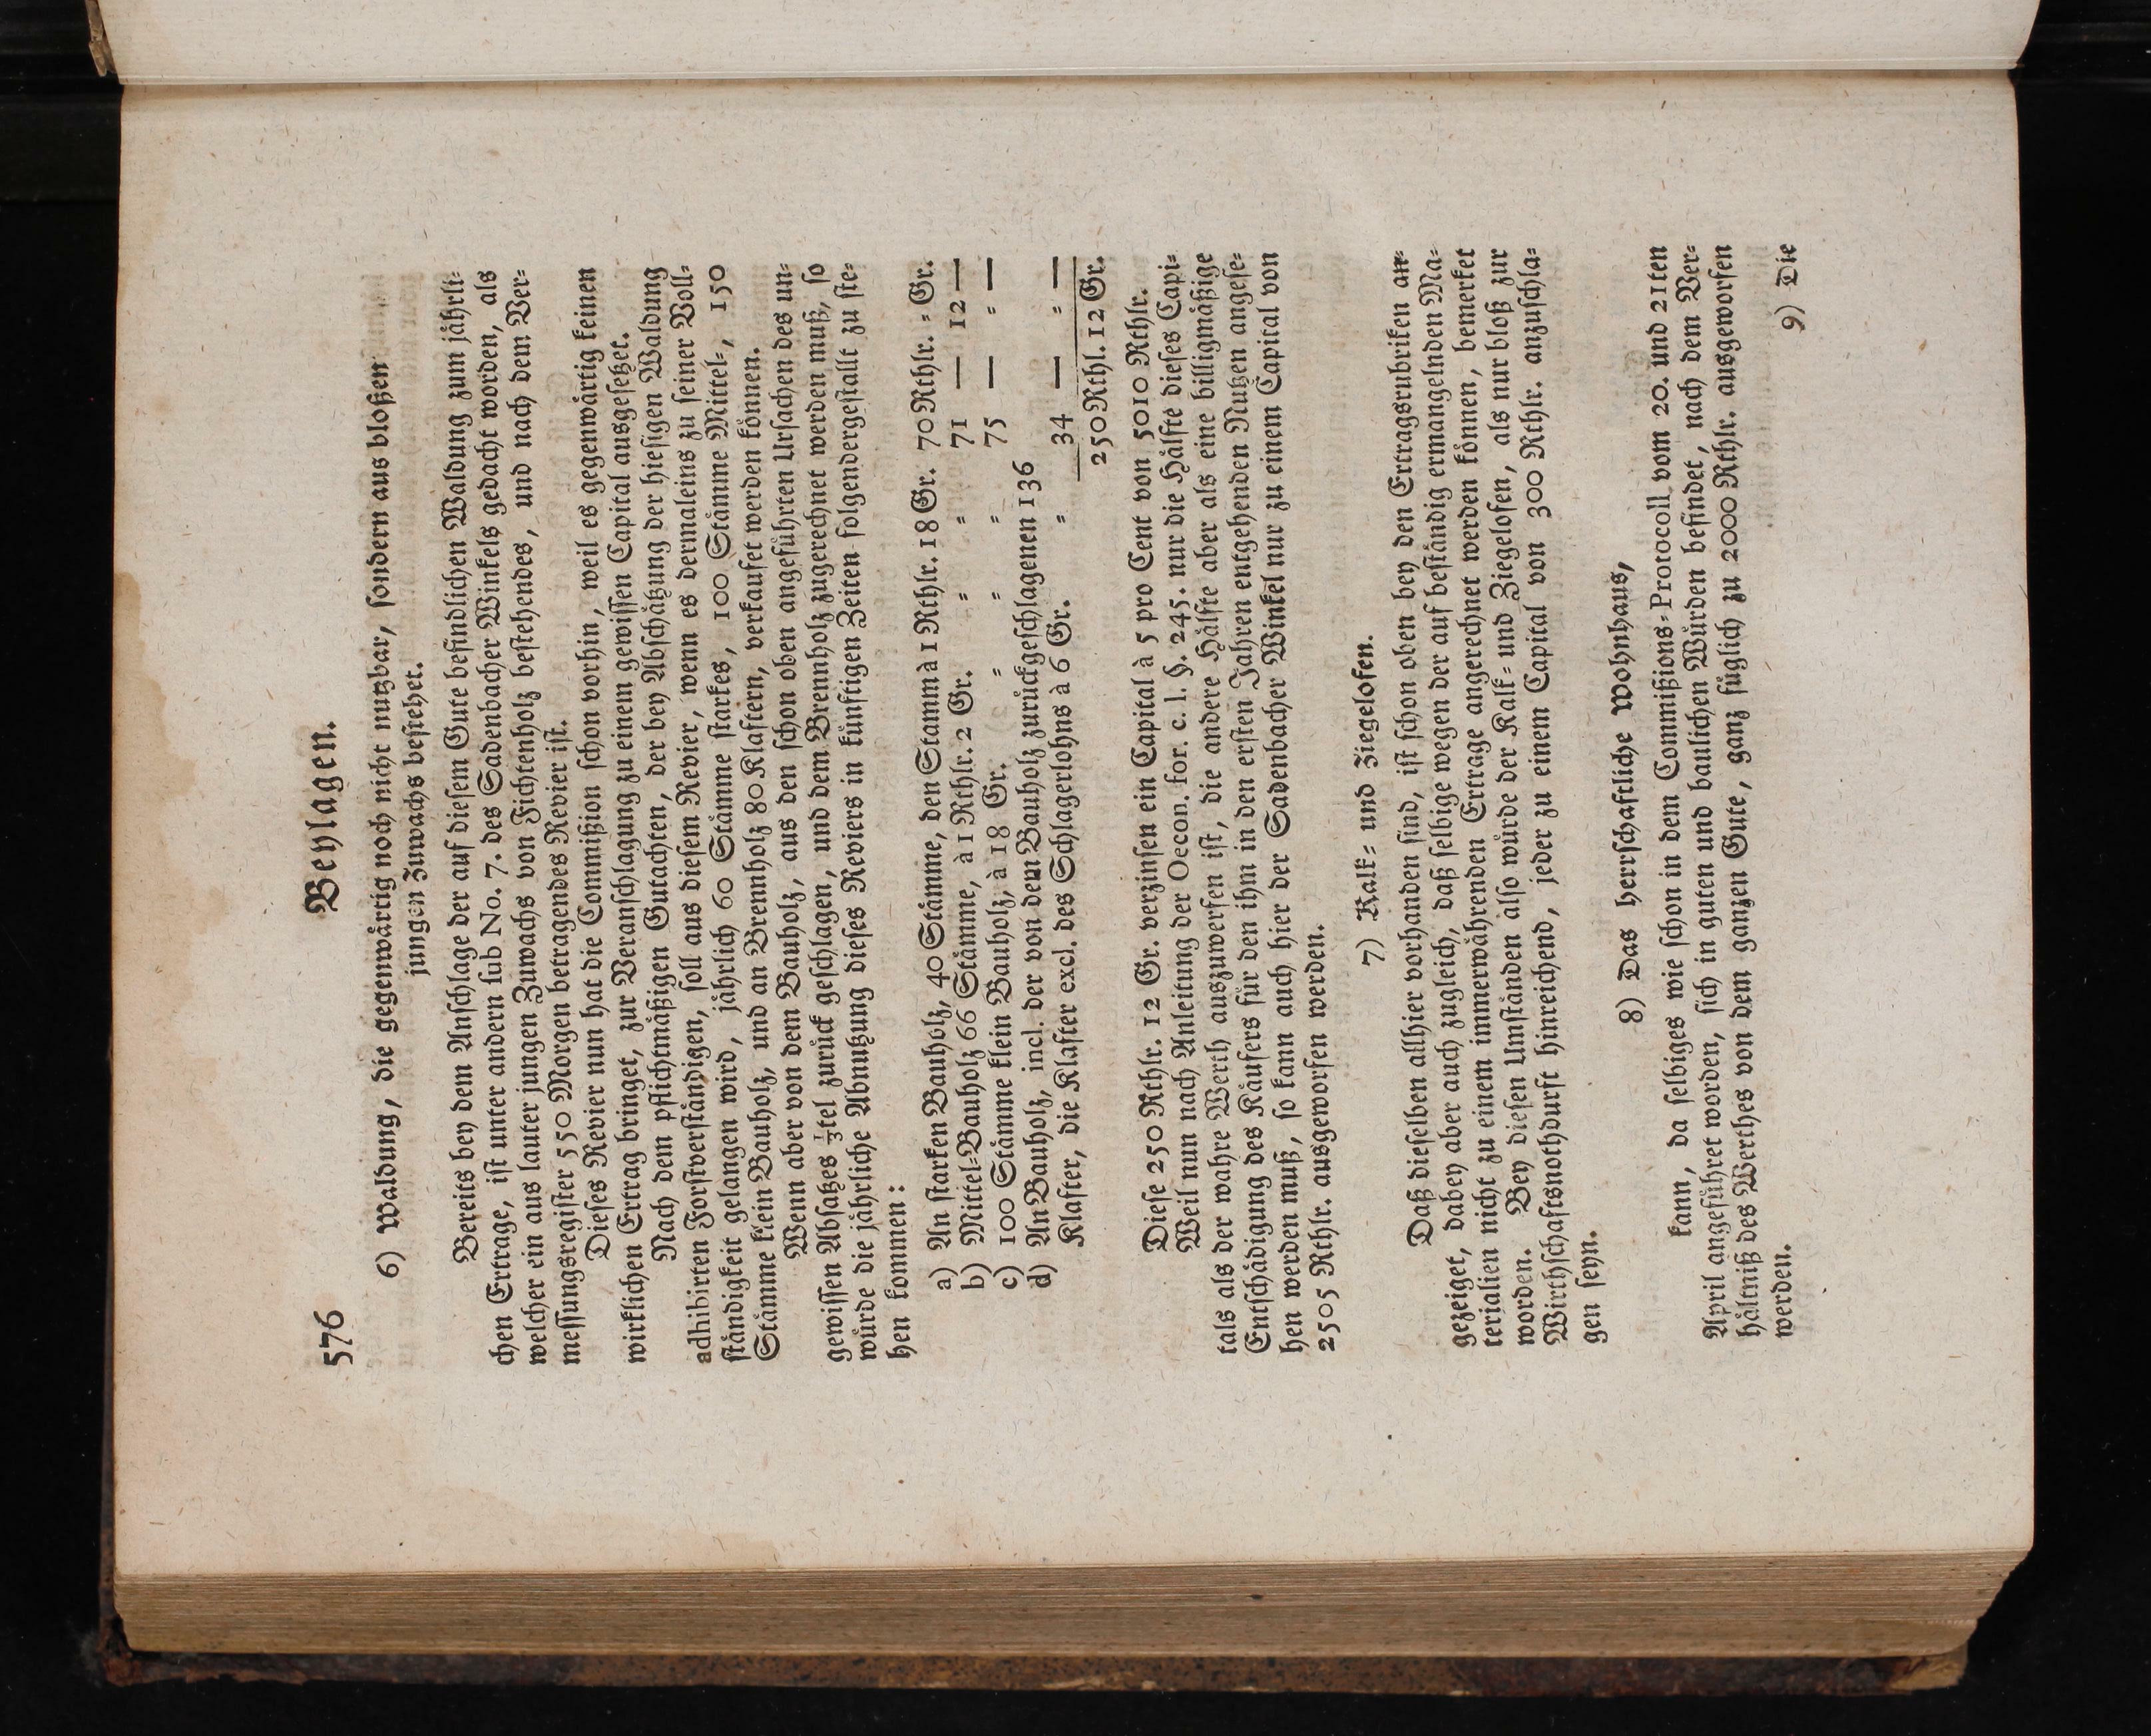 576 Beylagen.
6) Waldung, die gegenwärtig noch nicht nutzbar, sondern aus bloßen
jungen Zuwachs bestehet.
Bereits bey dem Anschlage der auf diesem Gute befindlichen Waldung zum jährli-
chen Ertrage, ist unter andern sub No. 7. des Sadenbacher Winkels gedacht worden, als
welcher ein aus lauter jungen Zuwachs von Fichtenholz bestehendes, und nach dem Ver-
messungsregister 550 Morgen betragendes Revier ist.
Dieses Revier nun hat die Commißion schon vorhin, weil es gegenwärtig keinen
wirklichen Ertrag bringet, zur Veranschlagung zu einem gewissen Capital ausgesetzet.
Nach dem pflichtmäßigen Gutachten, der bey Abschätzung der hiesigen Waldung
adhibirten Forstverständigen, soll aus diesem Revier, wenn es dermaleins zu seiner Voll-
ständigkeit gelangen wird, jährlich 60 Stämme starkes, 100 Stämme Mittel-, 150
Stämme klein Bauholz, und an Brennholz 80 Klaftern, verkaufet werden können.
Wenn aber von dem Bauholz, aus den schon oben angeführten Ursachen des un-
gewissen Absatzes ⅓tel zurück geschlagen, und dem Brennholz zugerechnet werden muß, so
würde die jährliche Abnutzung dieses Reviers in künftigen Zeiten folgendergestallt zu ste-
hen kommen:
a) An starken Bauholz, 40 Stämme, den Stamm à 1 Rthlr. 18 Gr. 70 Rthlr. - Gr.
b) Mittel-Bauholz 66 Stämme, à 1 Rthlr. 2 Gr. - - 71 — 12 —
c) 100 Stämme klein Bauholz, à 18 Gr. - - - 75 — - —
d) An Bauholz, incl. der von dem Bauholz zurückgeschlagenen 136
Klafter, die Klafter excl. des Schlagerlohns à 6 Gr. - 34 — - —
250 Rthl. 12 Gr.
Diese 250 Rthlr. 12 Gr. verzinsen ein Capital à 5 pro Cent von 5010 Rthlr.
Weil nun nach Anleitung der Oecon. for. c. l. §. 245. nur die Hälfte dieses Capi-
tals als der wahre Werth auszuwerfen ist, die andere Hälfte aber als eine billigmäßige
Entschädigung des Käufers für den ihm in den ersten Jahren entgehenden Nutzen angese-
hen werden muß, so kann auch hier der Sadenbacher Winkel nur zu einem Capital von
2505 Rthlr. ausgeworfen werden.
7) Kalk- und Ziegelofen.
Daß dieselben allhier vorhanden sind, ist schon oben bey den Ertragsrubriken an-
gezeiget, dabey aber auch zugleich, daß selbige wegen der auf beständig ermangelnden Ma-
terialien nicht zu einem immerwährenden Ertrage angerechnet werden können, bemerket
worden. Bey diesen Umständen also würde der Kalk- und Ziegelofen, als nur bloß zur
Wirthschaftsnothdurft hinreichend, jeder zu einem Capital von 300 Rthlr. anzuschla-
gen seyn.
8) Das herrschaftliche Wohnhaus,
kann, da selbiges wie schon in dem Commißions-Protocoll vom 20. und 21ten
April angeführet worden, sich in guten und baulichen Würden befindet, nach dem Ver-
hältniß des Werthes von dem ganzen Gute, ganz füglich zu 2000 Rthlr. ausgeworfen
werden.
9) Die